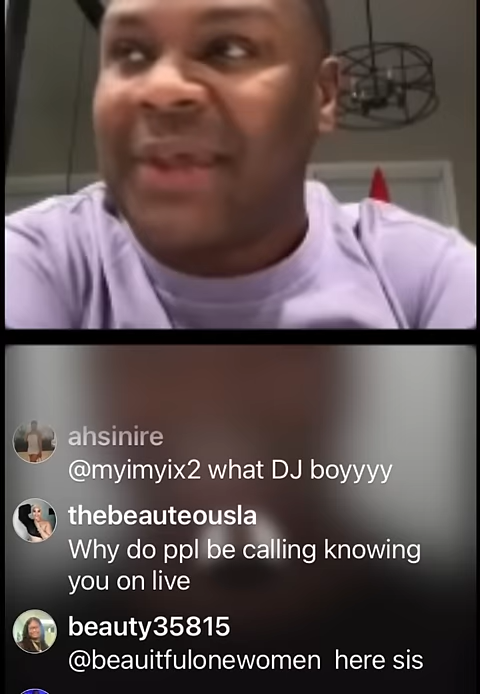 ahsinire
@myimyix2 what DJ boyyyy
thebeauteousla
Why do ppl be calling knowing
you on live
beauty35815
@beauitfulonewomen  here sis